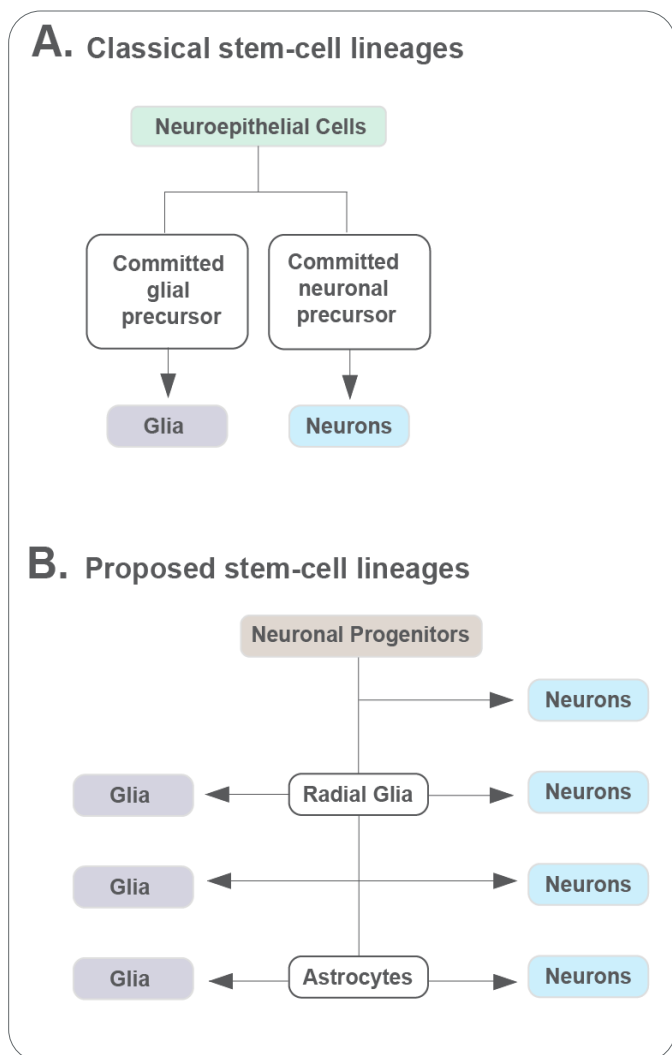 A. Classical stem-cell lineages
Neuroepithelial Cells
Committed
glial
precursor
Committed
neuronal
precursor
Glia
Neurons
B. Proposed stem-cell lineages
Neuronal Progenitors
Neurons
Glia
Radial Glia
Neurons
Glia
Neurons
Glia
Astrocytes
Neurons